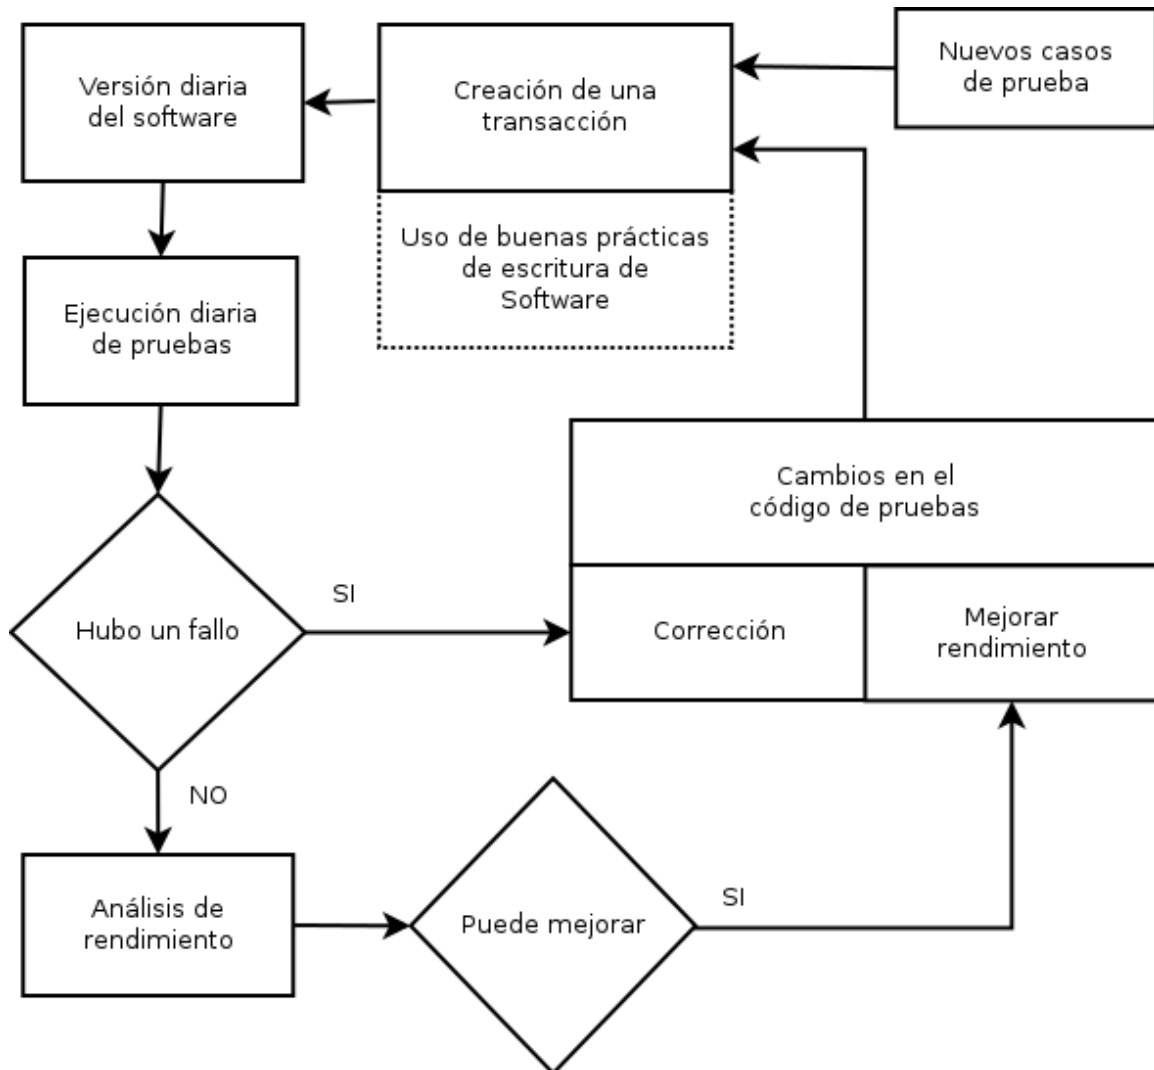 Versión diaria
del software
Creación de una
transacción
Nuevos casos
de prueba
Uso de buenas prácticas
de escritura de
Software
Ejecución diaria
de pruebas
Cambios en el
código de pruebas
SI
Hubo un fallo
Corrección
Mejorar
rendimiento
NO
Análisis de
rendimiento
Puede mejorar
SI